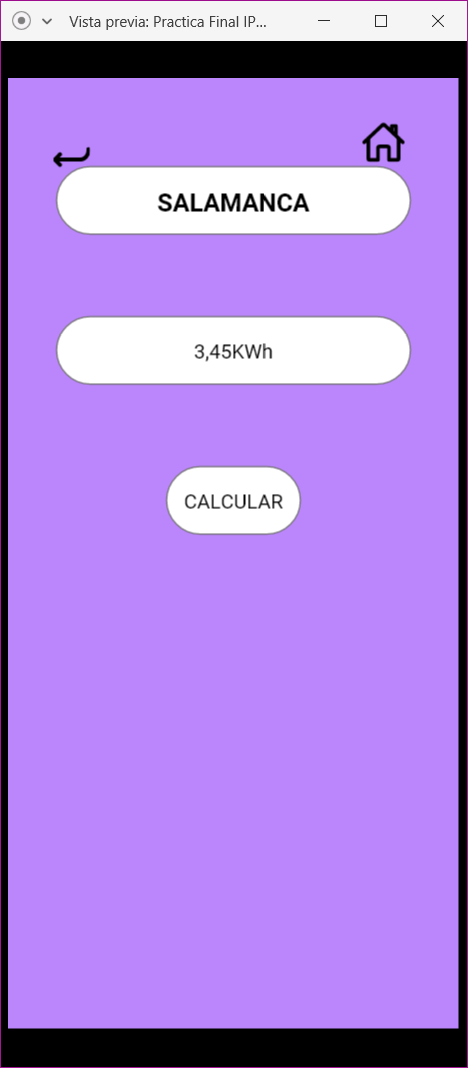 Vista previa: Practica Final IP...
SALAMANCA
3,45KWh
CALCULAR